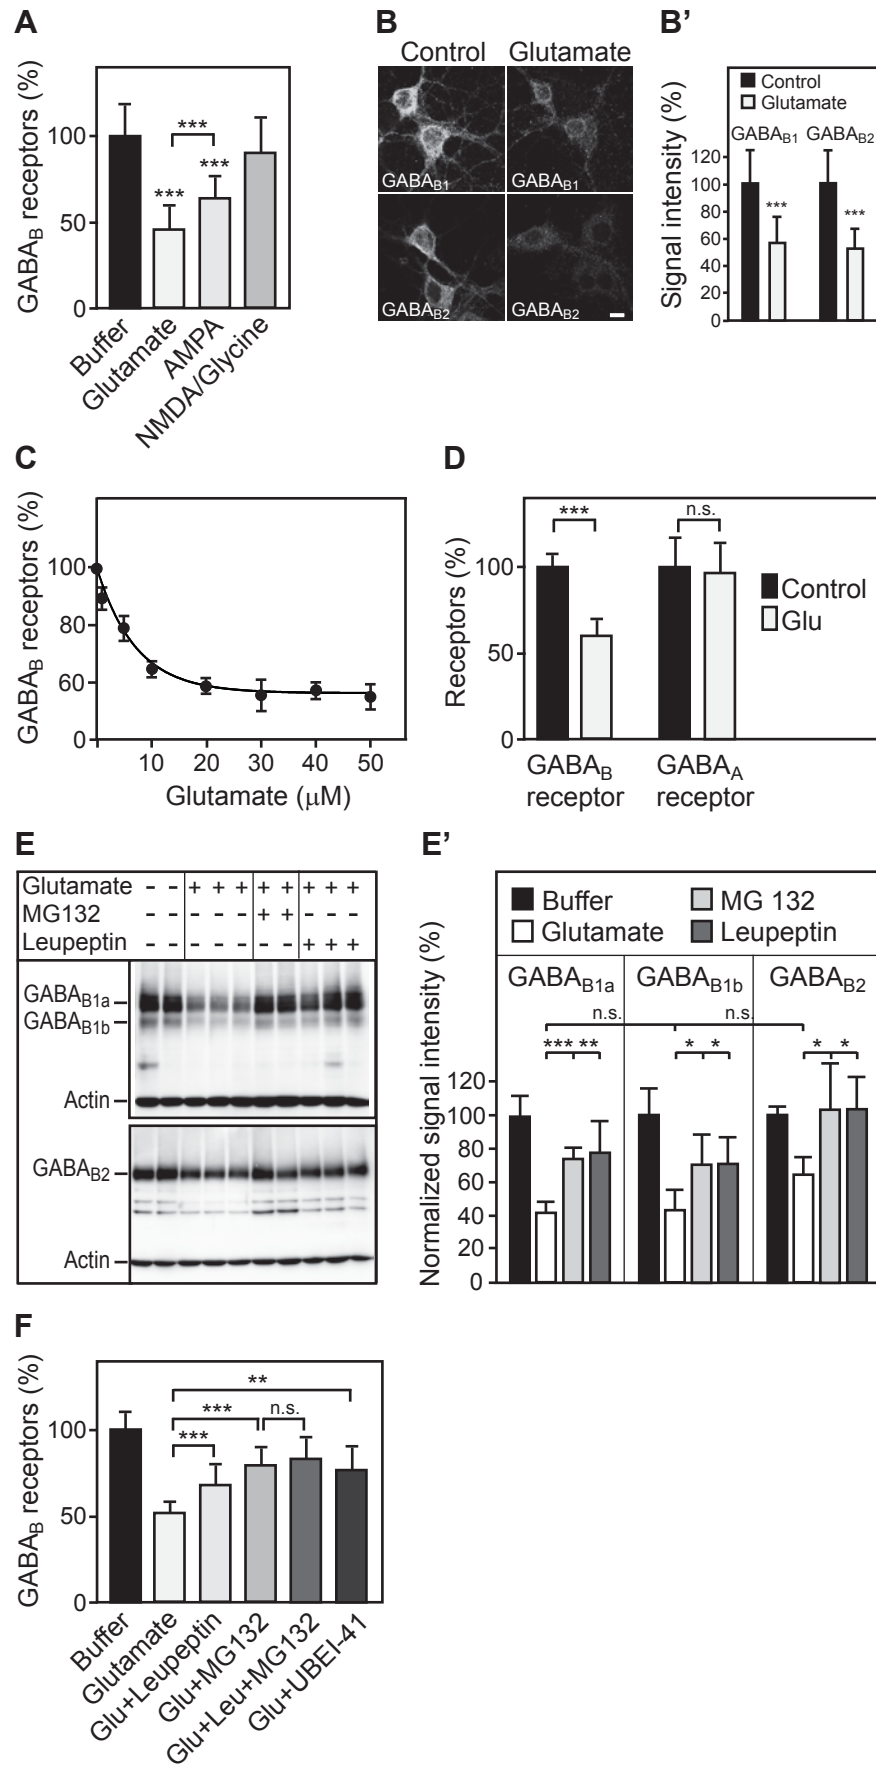 A
GABA_B receptors (%)
100
50
0
***
***
***
Buffer
Glutamate
AMPA
NMDA/Glycine
B
Control Glutamate
GABA_B1 GABA_B1
GABA_B2 GABA_B2
B’
Signal intensity (%)
Control
Glutamate
GABA_B1 GABA_B2
120
100
80
60
40
20
0
*** ***
C
GABA_B receptors (%)
100
80
60
0
10 20 30 40 50
Glutamate (μM)
D
Receptors (%)
100
50
0
*** n.s.
Control
Glu
GABA_B receptor
GABA_A receptor
E
Glutamate – – + + + + + + + +
MG132 – – – – – + + – – –
Leupeptin – – – – – – – + + +
GABA_B1a
GABA_B1b
Actin
GABA_B2
Actin
E’
Normalized signal intensity (%)
Buffer MG 132
Glutamate Leupeptin
GABA_B1a GABA_B1b GABA_B2
n.s. n.s.
*** ** * * * *
120
100
80
60
40
20
0
F
GABA_B receptors (%)
100
50
0
**
*** n.s.
***
Buffer
Glutamate
Glu+Leupeptin
Glu+MG132
Glu+Leu+MG132
Glu+UBEI-41